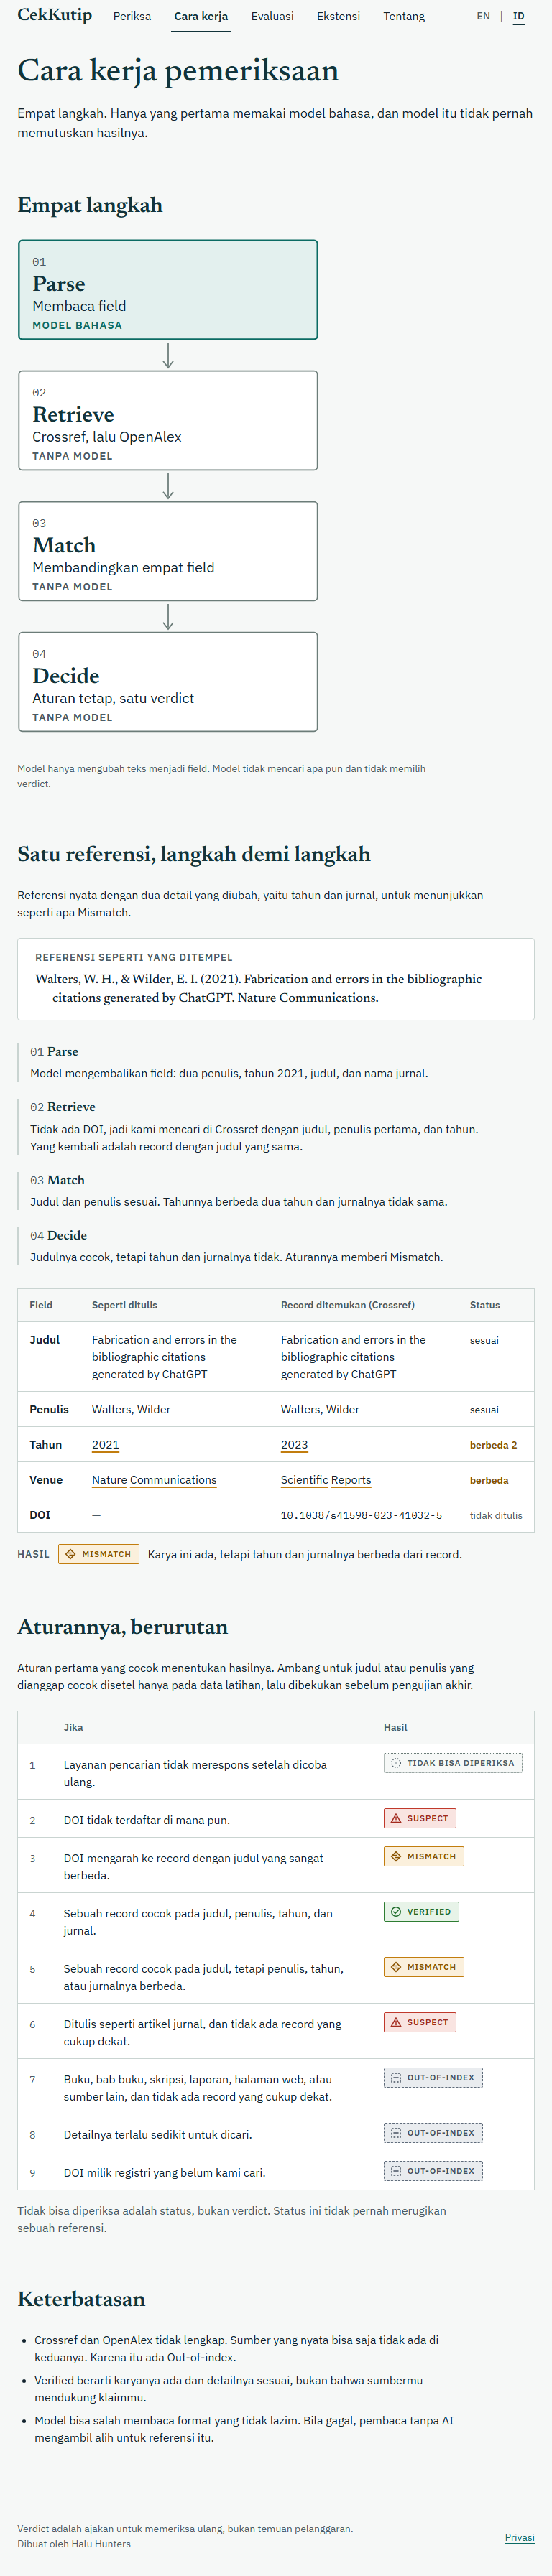 CekKutip Periksa Cara kerja Evaluasi Ekstensi Tentang EN | ID
Cara kerja pemeriksaan
Empat langkah. Hanya yang pertama memakai model bahasa, dan model itu tidak pernah
memutuskan hasilnya.
Empat langkah
01
Parse
Membaca field
MODEL BAHASA
02
Retrieve
Crossref, lalu OpenAlex
TANPA MODEL
03
Match
Membandingkan empat field
TANPA MODEL
04
Decide
Aturan tetap, satu verdict
TANPA MODEL
Model hanya mengubah teks menjadi field. Model tidak mencari apa pun dan tidak memilih
verdict.
Satu referensi, langkah demi langkah
Referensi nyata dengan dua detail yang diubah, yaitu tahun dan jurnal, untuk menunjukkan
seperti apa Mismatch.
REFERENSI SEPERTI YANG DITEMPEL
Walters, W. H., & Wilder, E. I. (2021). Fabrication and errors in the bibliographic
citations generated by ChatGPT. Nature Communications.
01 Parse
Model mengembalikan field: dua penulis, tahun 2021, judul, dan nama jurnal.
02 Retrieve
Tidak ada DOI, jadi kami mencari di Crossref dengan judul, penulis pertama, dan tahun.
Yang kembali adalah record dengan judul yang sama.
03 Match
Judul dan penulis sesuai. Tahunnya berbeda dua tahun dan jurnalnya tidak sama.
04 Decide
Judulnya cocok, tetapi tahun dan jurnalnya tidak. Aturannya memberi Mismatch.
Field Seperti ditulis Record ditemukan (Crossref) Status
Judul Fabrication and errors in the Fabrication and errors in the sesuai
bibliographic citations bibliographic citations
generated by ChatGPT generated by ChatGPT
Penulis Walters, Wilder Walters, Wilder sesuai
Tahun 2021 2023 berbeda 2
Venue Nature Communications Scientific Reports berbeda
DOI — 10.1038/s41598-023-41032-5 tidak ditulis
HASIL MISMATCH Karya ini ada, tetapi tahun dan jurnalnya berbeda dari record.
Aturannya, berurutan
Aturan pertama yang cocok menentukan hasilnya. Ambang untuk judul atau penulis yang
dianggap cocok disetel hanya pada data latihan, lalu dibekukan sebelum pengujian akhir.
Jika Hasil
1 Layanan pencarian tidak merespons setelah dicoba TIDAK BISA DIPERIKSA
ulang.
2 DOI tidak terdaftar di mana pun. SUSPECT
3 DOI mengarah ke record dengan judul yang sangat MISMATCH
berbeda.
4 Sebuah record cocok pada judul, penulis, tahun, dan VERIFIED
jurnal.
5 Sebuah record cocok pada judul, tetapi penulis, tahun, MISMATCH
atau jurnalnya berbeda.
6 Ditulis seperti artikel jurnal, dan tidak ada record yang SUSPECT
cukup dekat.
7 Buku, bab buku, skripsi, laporan, halaman web, atau OUT-OF-INDEX
sumber lain, dan tidak ada record yang cukup dekat.
8 Detailnya terlalu sedikit untuk dicari. OUT-OF-INDEX
9 DOI milik registri yang belum kami cari. OUT-OF-INDEX
Tidak bisa diperiksa adalah status, bukan verdict. Status ini tidak pernah merugikan
sebuah referensi.
Keterbatasan
• Crossref dan OpenAlex tidak lengkap. Sumber yang nyata bisa saja tidak ada di
keduanya. Karena itu ada Out-of-index.
• Verified berarti karyanya ada dan detailnya sesuai, bukan bahwa sumbermu
mendukung klaimmu.
• Model bisa salah membaca format yang tidak lazim. Bila gagal, pembaca tanpa AI
mengambil alih untuk referensi itu.
Verdict adalah ajakan untuk memeriksa ulang, bukan temuan pelanggaran.
Dibuat oleh Halu Hunters
Privasi